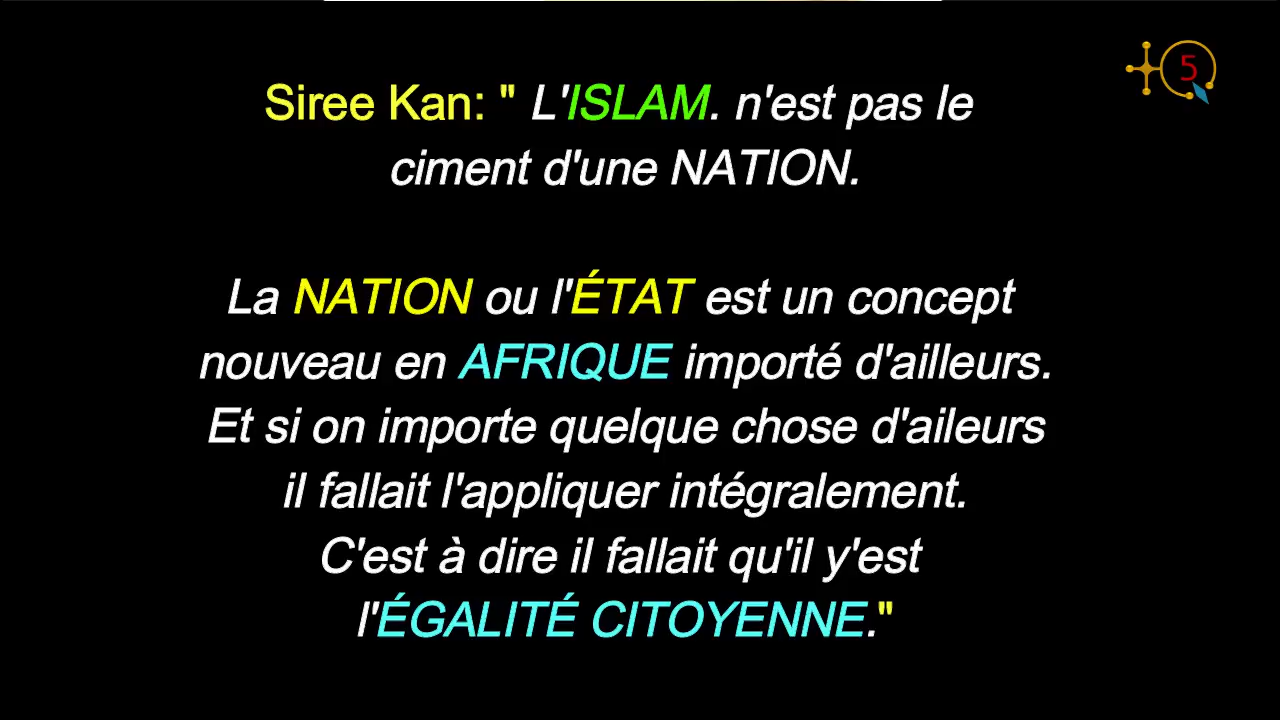 5
Siree Kan: " L'ISLAM. n'est pas le
ciment d'une NATION.
La NATION ou l'ÉTAT est un concept
nouveau en AFRIQUE importé d'ailleurs.
Et si on importe quelque chose d'aileurs
il fallait l'appliquer intégralement.
C'est à dire il fallait qu'il y'est
l'ÉGALITÉ CITOYENNE."